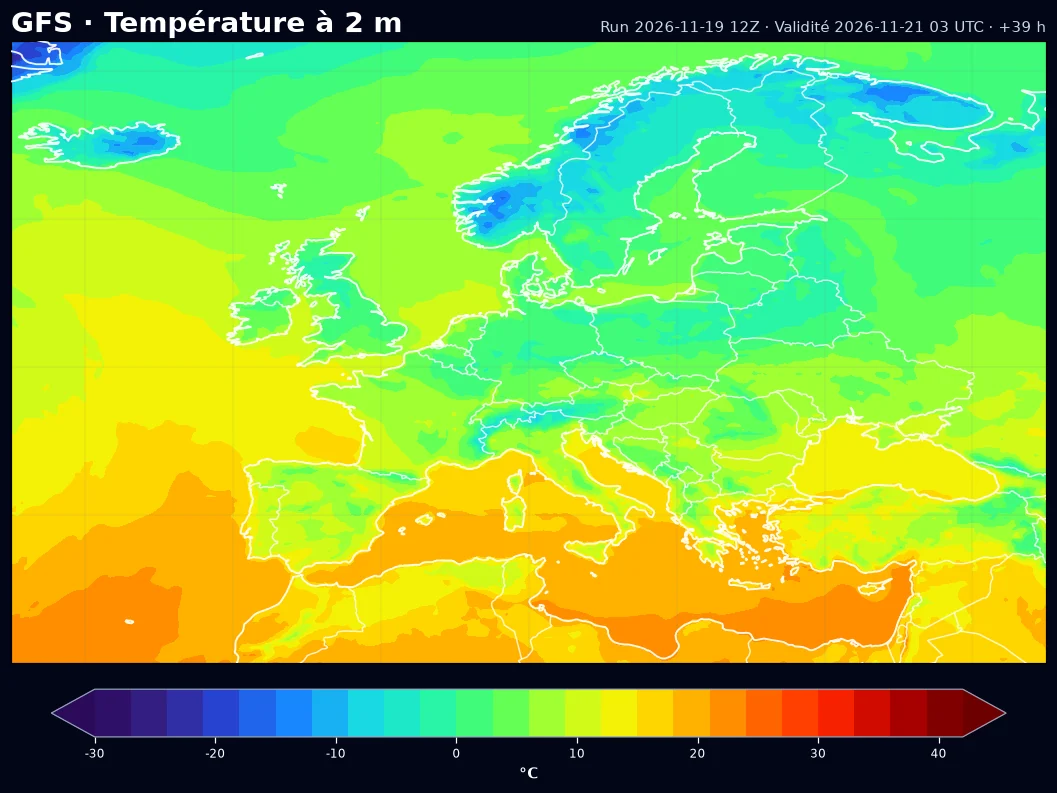 GFS · Température à 2 m
Run 2026-11-19 12Z · Validité 2026-11-21 03 UTC · +39 h
-30 -20 -10 0 10 20 30 40
°C